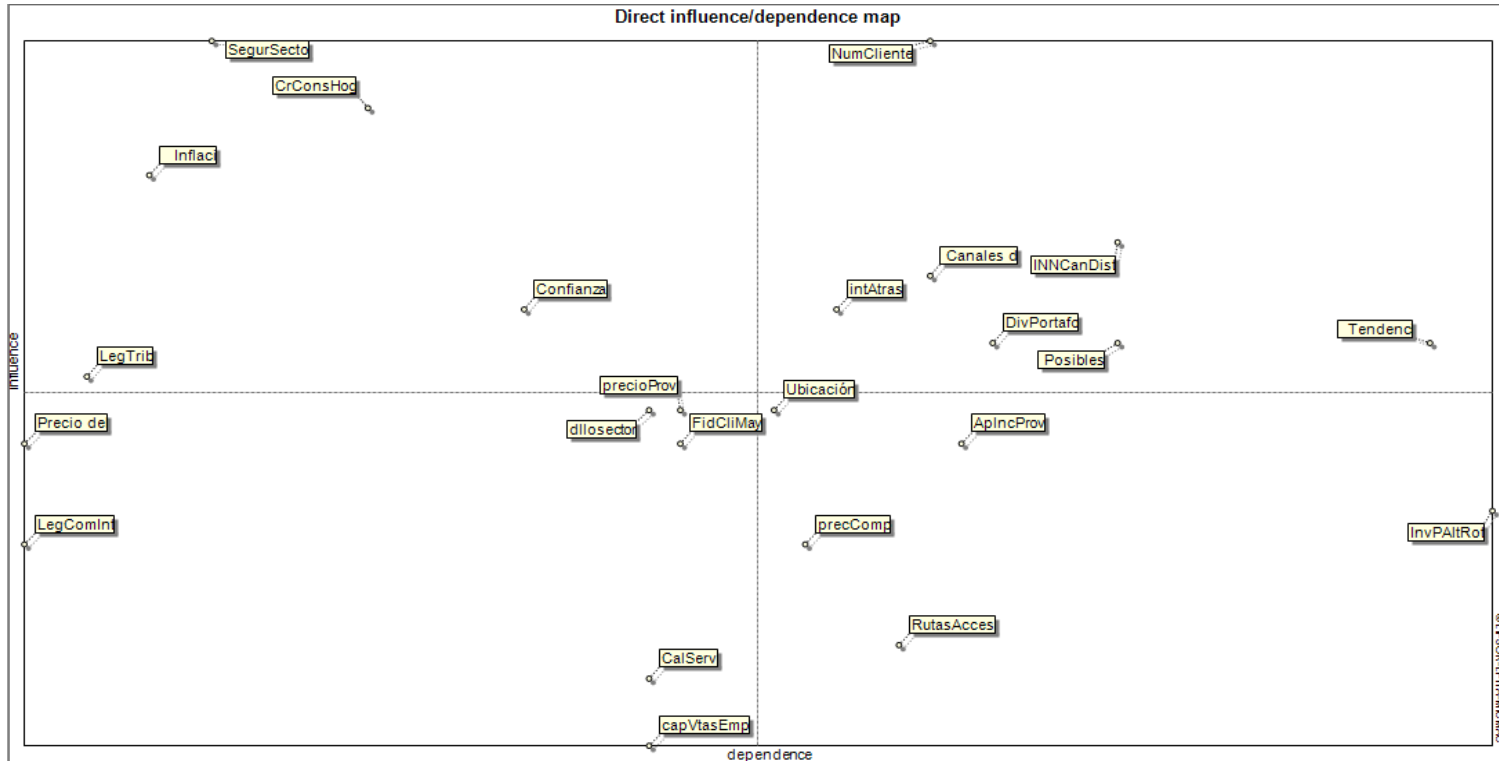 Direct influence/dependence map
SegurSecto
NumCliente
CrConsHog
Inflaci
Canales d
INNCanDist
Confianza
intAtras
DivPortafo
Tendenc
LegTrib
Posibles
influence
precioProv
Ubicación
Precio de
dllosector
FidCliMay
ApIncProv
LegComInt
precComp
InvPAltRot
RutasAcces
CalServ
capVtasEmp
dependence